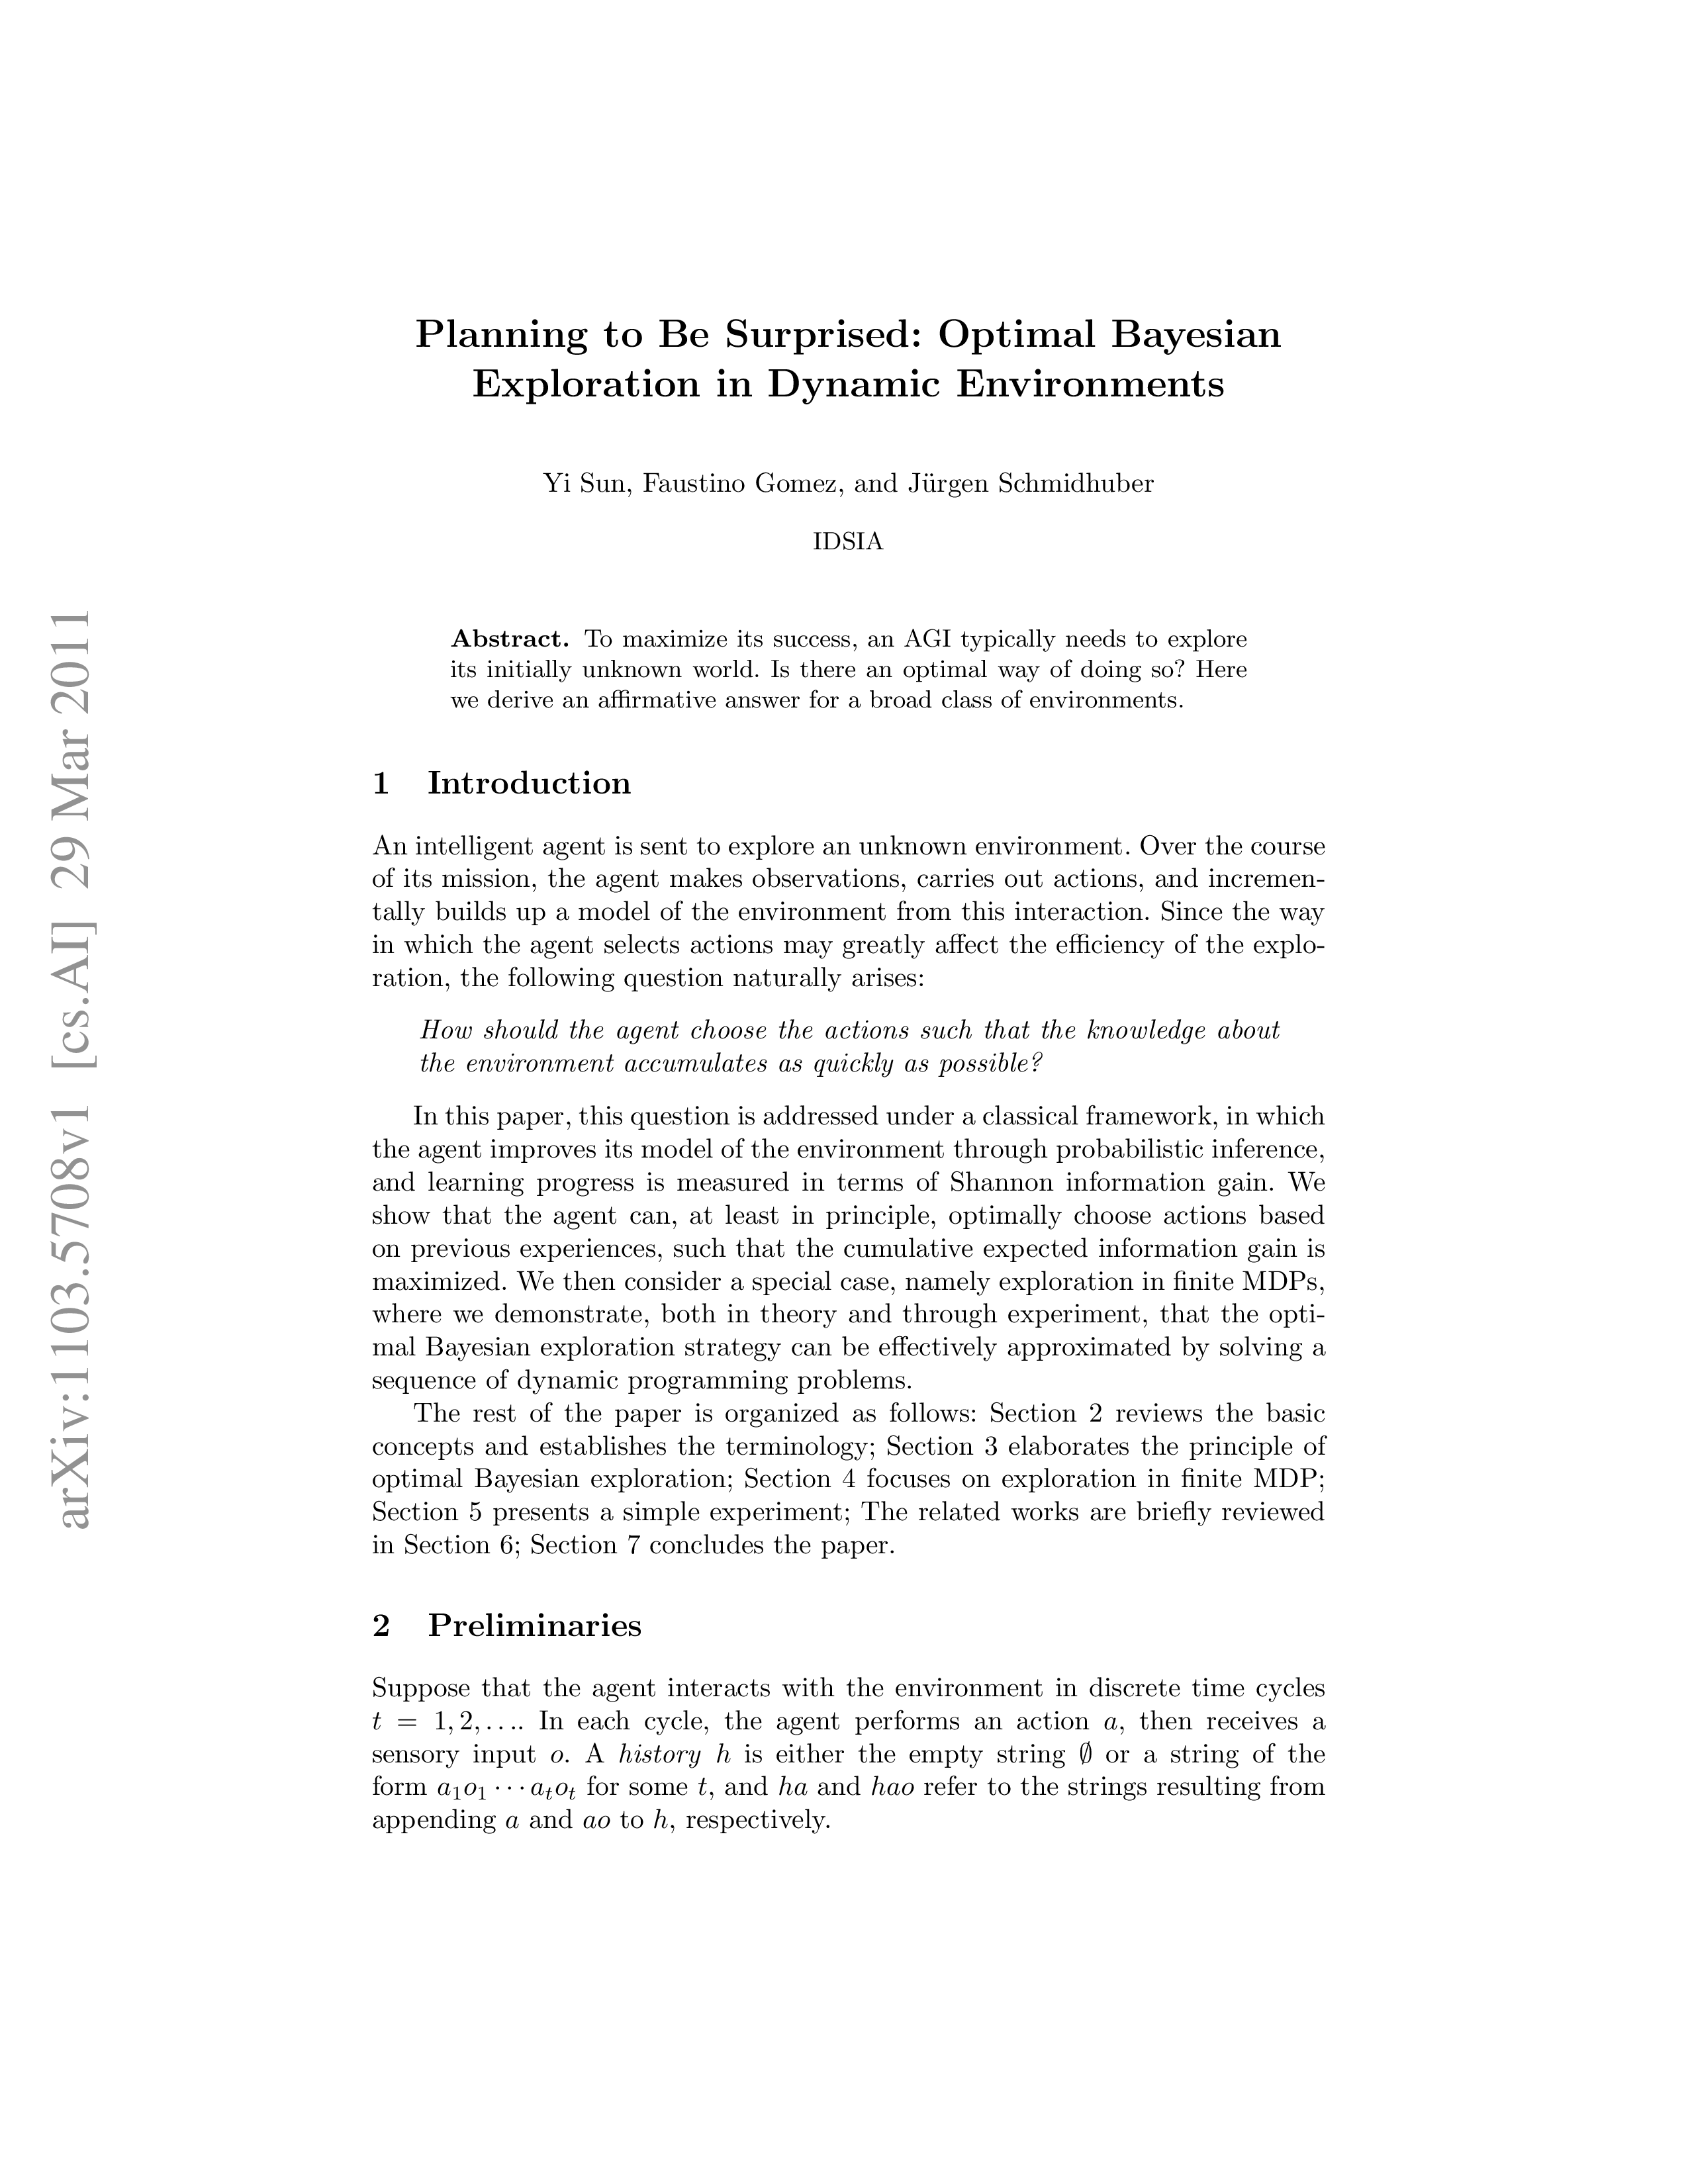 Planning to Be Surprised: Optimal Bayesian
Exploration in Dynamic Environments
Yi Sun, Faustino Gomez, and Jürgen Schmidhuber
IDSIA
Abstract. To maximize its success, an AGI typically needs to explore
its initially unknown world. Is there an optimal way of doing so? Here
we derive an affirmative answer for a broad class of environments.
1 Introduction
An intelligent agent is sent to explore an unknown environment. Over the course
of its mission, the agent makes observations, carries out actions, and incremen-
tally builds up a model of the environment from this interaction. Since the way
in which the agent selects actions may greatly affect the efficiency of the explo-
ration, the following question naturally arises:
How should the agent choose the actions such that the knowledge about
the environment accumulates as quickly as possible?
In this paper, this question is addressed under a classical framework, in which
the agent improves its model of the environment through probabilistic inference,
and learning progress is measured in terms of Shannon information gain. We
show that the agent can, at least in principle, optimally choose actions based
on previous experiences, such that the cumulative expected information gain is
maximized. We then consider a special case, namely exploration in finite MDPs,
where we demonstrate, both in theory and through experiment, that the opti-
mal Bayesian exploration strategy can be effectively approximated by solving a
sequence of dynamic programming problems.
The rest of the paper is organized as follows: Section 2 reviews the basic
concepts and establishes the terminology; Section 3 elaborates the principle of
optimal Bayesian exploration; Section 4 focuses on exploration in finite MDP;
Section 5 presents a simple experiment; The related works are briefly reviewed
in Section 6; Section 7 concludes the paper.
2 Preliminaries
Suppose that the agent interacts with the environment in discrete time cycles
t = 1, 2, . . .. In each cycle, the agent performs an action a, then receives a
sensory input o. A history h is either the empty string ∅ or a string of the
form a₁o₁ ⋯ aₜoₜ for some t, and ha and hao refer to the strings resulting from
appending a and ao to h, respectively.
arXiv:1103.5708v1 [cs.AI] 29 Mar 2011